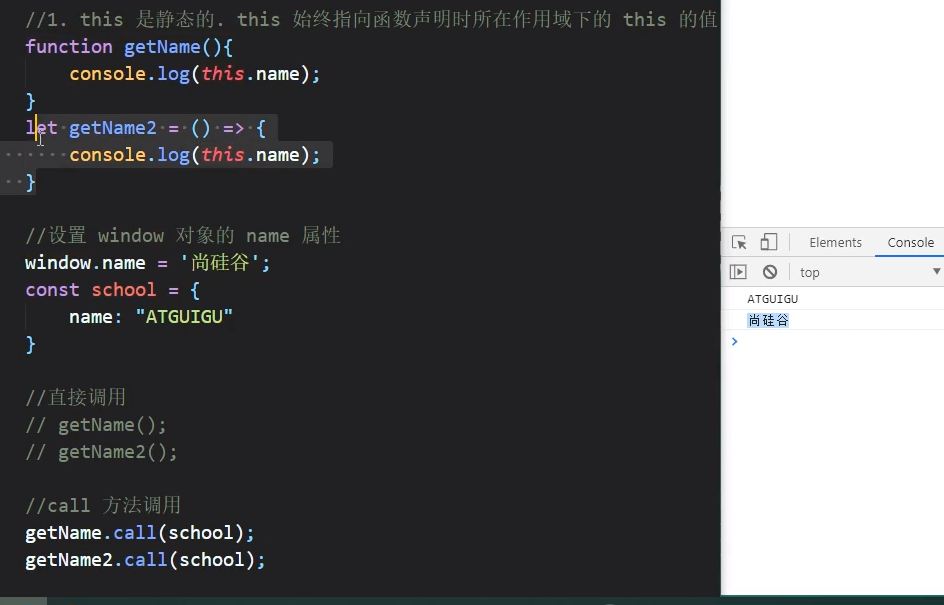 //1. this 是静态的. this 始终指向函数声明时所在作用域下的 this 的值
function getName(){
console.log(this.name);
}
let getName2 = () => {
console.log(this.name);
}
//设置 window 对象的 name 属性
window.name = '尚硅谷';
const school = {
name: "ATGUIGU"
}
//直接调用
// getName();
// getName2();
//call 方法调用
getName.call(school);
getName2.call(school);
Elements Console
top
ATGUIGU
尚硅谷